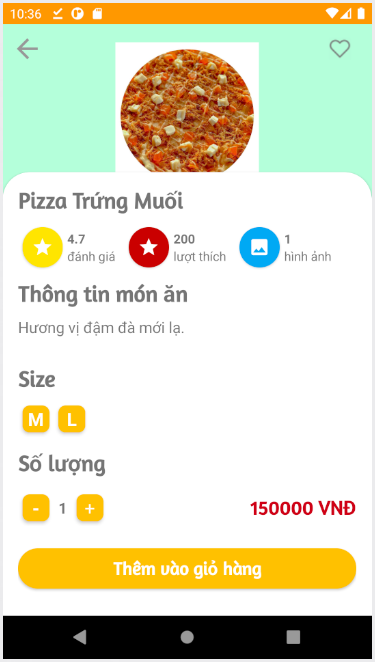 10:36
Pizza Trứng Muối
4.7
đánh giá
200
lượt thích
1
hình ảnh
Thông tin món ăn
Hương vị đậm đà mới lạ.
Size
M L
Số lượng
- 1 +
150000 VNĐ
Thêm vào giỏ hàng